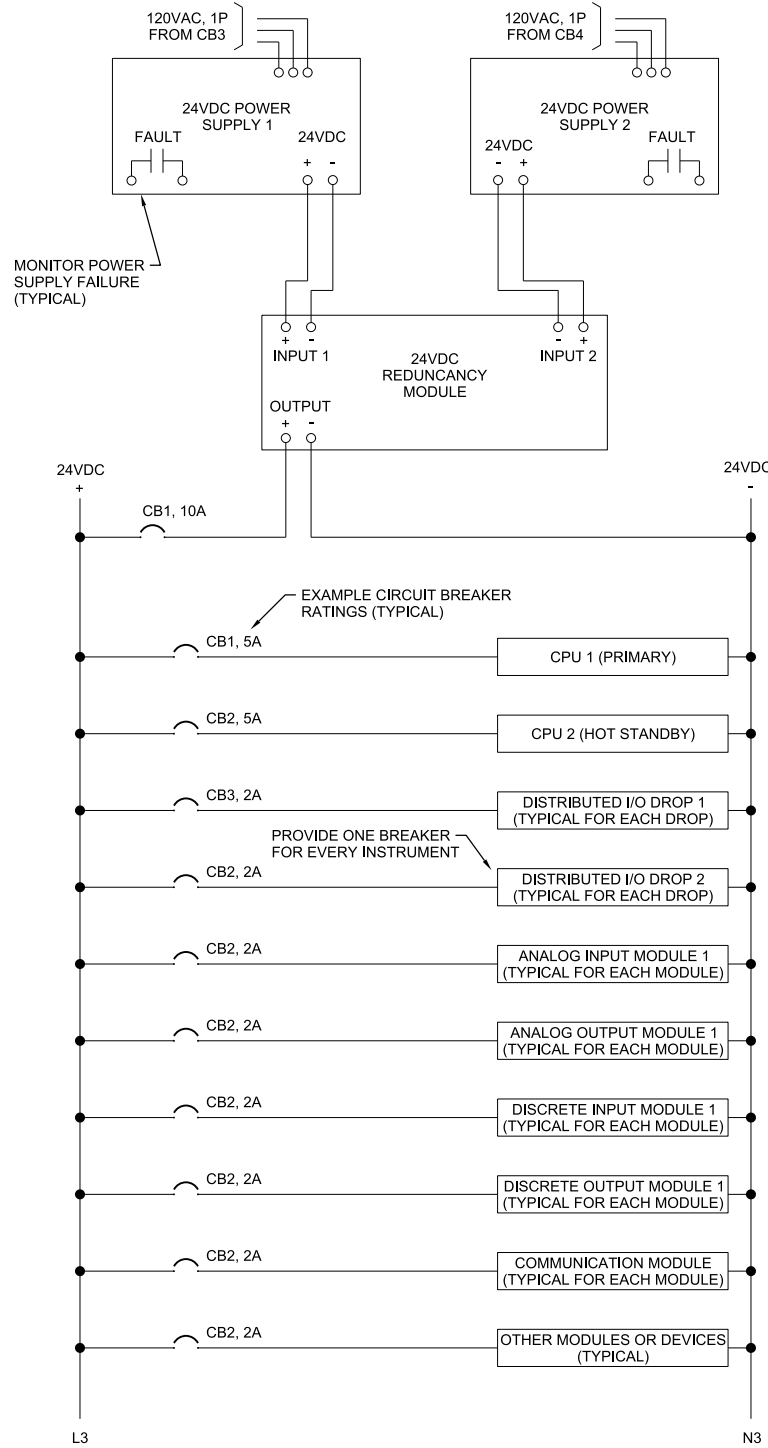 120VAC, 1P
FROM CB3
120VAC, 1P
FROM CB4
24VDC POWER
SUPPLY 1
FAULT
24VDC
+ -
24VDC POWER
SUPPLY 2
24VDC
FAULT
- +
MONITOR POWER
SUPPLY FAILURE
(TYPICAL)
+ -
INPUT 1
24VDC
REDUNCANCY
MODULE
- +
INPUT 2
OUTPUT
+ -
24VDC
+
24VDC
-
CB1, 10A
EXAMPLE CIRCUIT BREAKER
RATINGS (TYPICAL)
CB1, 5A
CPU 1 (PRIMARY)
CB2, 5A
CPU 2 (HOT STANDBY)
CB3, 2A
DISTRIBUTED I/O DROP 1
(TYPICAL FOR EACH DROP)
PROVIDE ONE BREAKER
FOR EVERY INSTRUMENT
CB2, 2A
DISTRIBUTED I/O DROP 2
(TYPICAL FOR EACH DROP)
CB2, 2A
ANALOG INPUT MODULE 1
(TYPICAL FOR EACH MODULE)
CB2, 2A
ANALOG OUTPUT MODULE 1
(TYPICAL FOR EACH MODULE)
CB2, 2A
DISCRETE INPUT MODULE 1
(TYPICAL FOR EACH MODULE)
CB2, 2A
DISCRETE OUTPUT MODULE 1
(TYPICAL FOR EACH MODULE)
CB2, 2A
COMMUNICATION MODULE
(TYPICAL FOR EACH MODULE)
CB2, 2A
OTHER MODULES OR DEVICES
(TYPICAL)
L3
N3